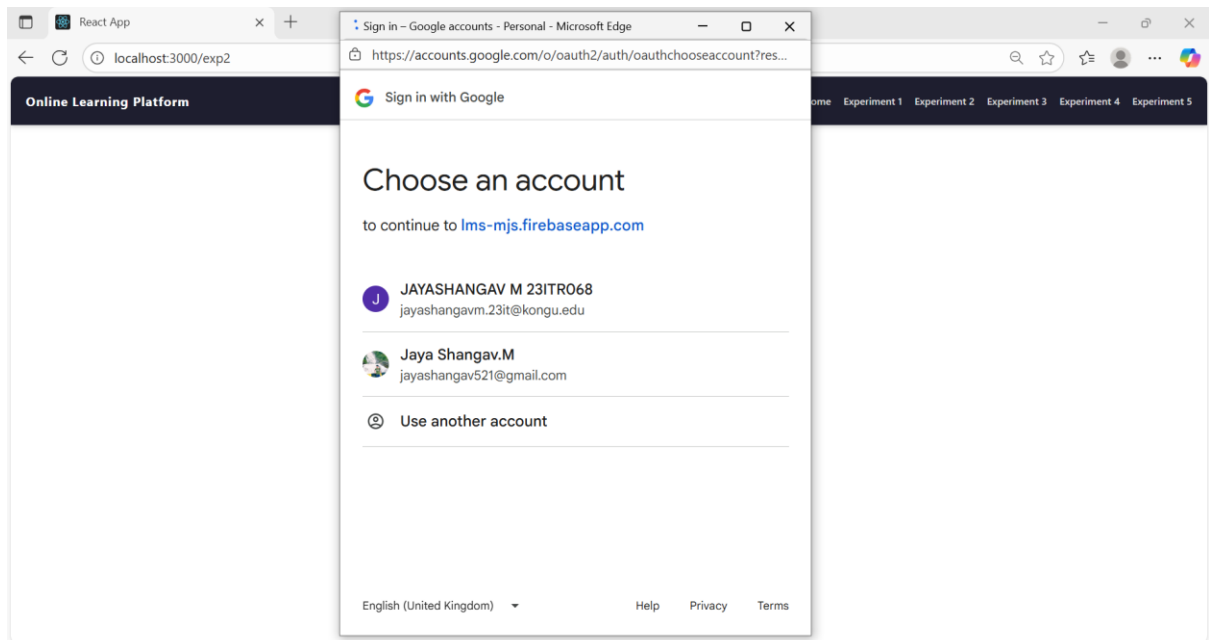 React App
Sign in – Google accounts - Personal - Microsoft Edge
localhost:3000/exp2
https://accounts.google.com/o/oauth2/auth/oauthchooseaccount?res...
Online Learning Platform
ome Experiment 1 Experiment 2 Experiment 3 Experiment 4 Experiment 5
Sign in with Google
Choose an account
to continue to lms-mjs.firebaseapp.com
J
JAYASHANGAV M 23ITR068
jayashangavm.23it@kongu.edu
Jaya Shangav.M
jayashangav521@gmail.com
Use another account
English (United Kingdom) Help Privacy Terms